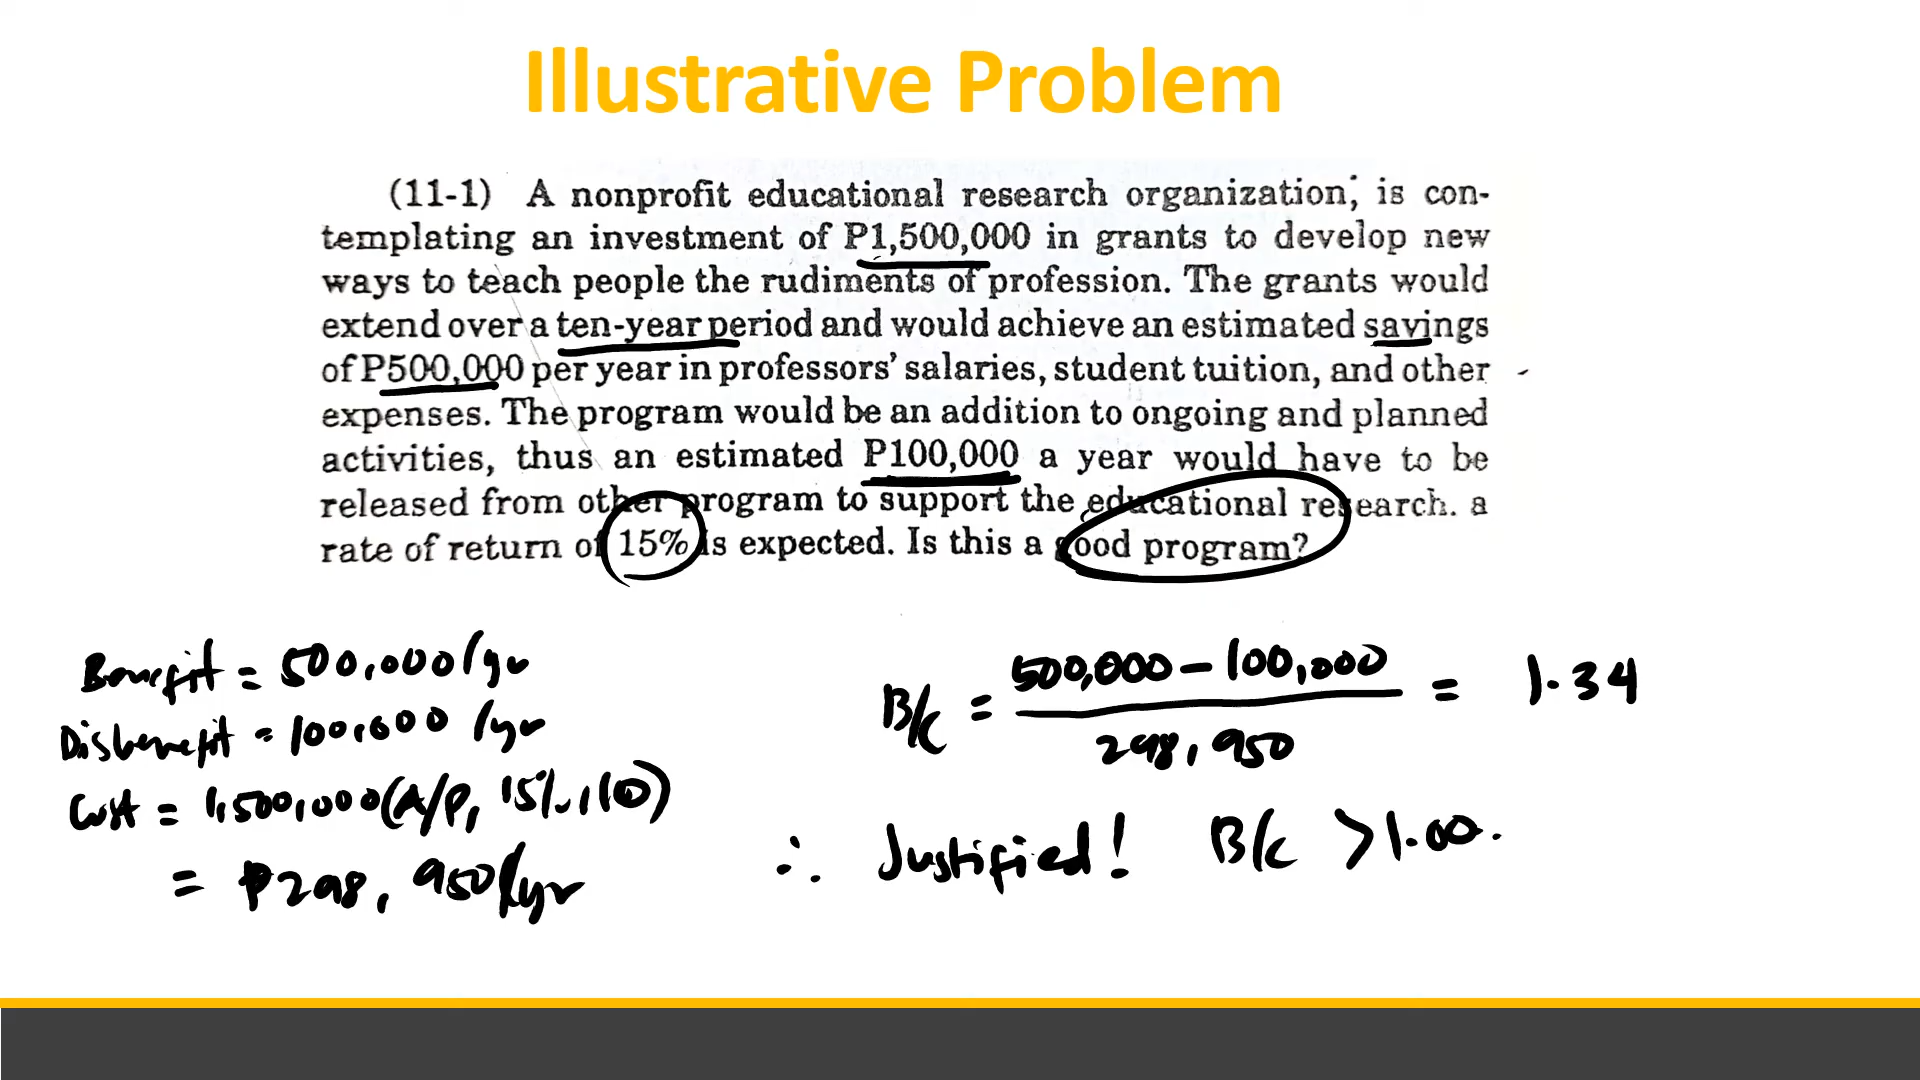 Illustrative Problem
(11-1) A nonprofit educational research organization, is con-
templating an investment of P1,500,000 in grants to develop new
ways to teach people the rudiments of profession. The grants would
extend over a ten-year period and would achieve an estimated savings
of P500,000 per year in professors' salaries, student tuition, and other
expenses. The program would be an addition to ongoing and planned
activities, thus an estimated P100,000 a year would have to be
released from other program to support the educational research. a
rate of return of 15% is expected. Is this a good program?
Benefit = 500,000/yr
Disbenefit = 100,000 /yr
Cost = 1,500,000(A/P, 15%, 10)
= ₱298,950/yr
B/C = 500,000 - 100,000 / 298,950 = 1.34
∴ Justified! B/C > 1.00.